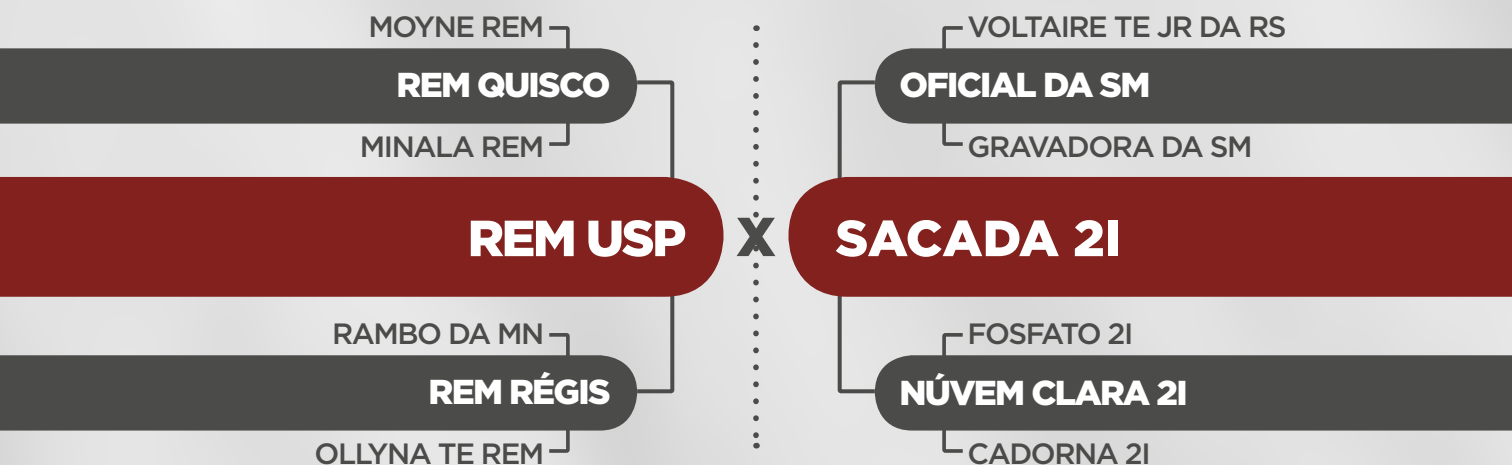 MOYNE REM
REM QUISCO
MINALA REM
REM USP
RAMBO DA MN
REM RÉGIS
OLLYNA TE REM
X
VOLTAIRE TE JR DA RS
OFICIAL DA SM
GRAVADORA DA SM
SACADA 2I
FOSFATO 2I
NÚVEM CLARA 2I
CADORNA 2I